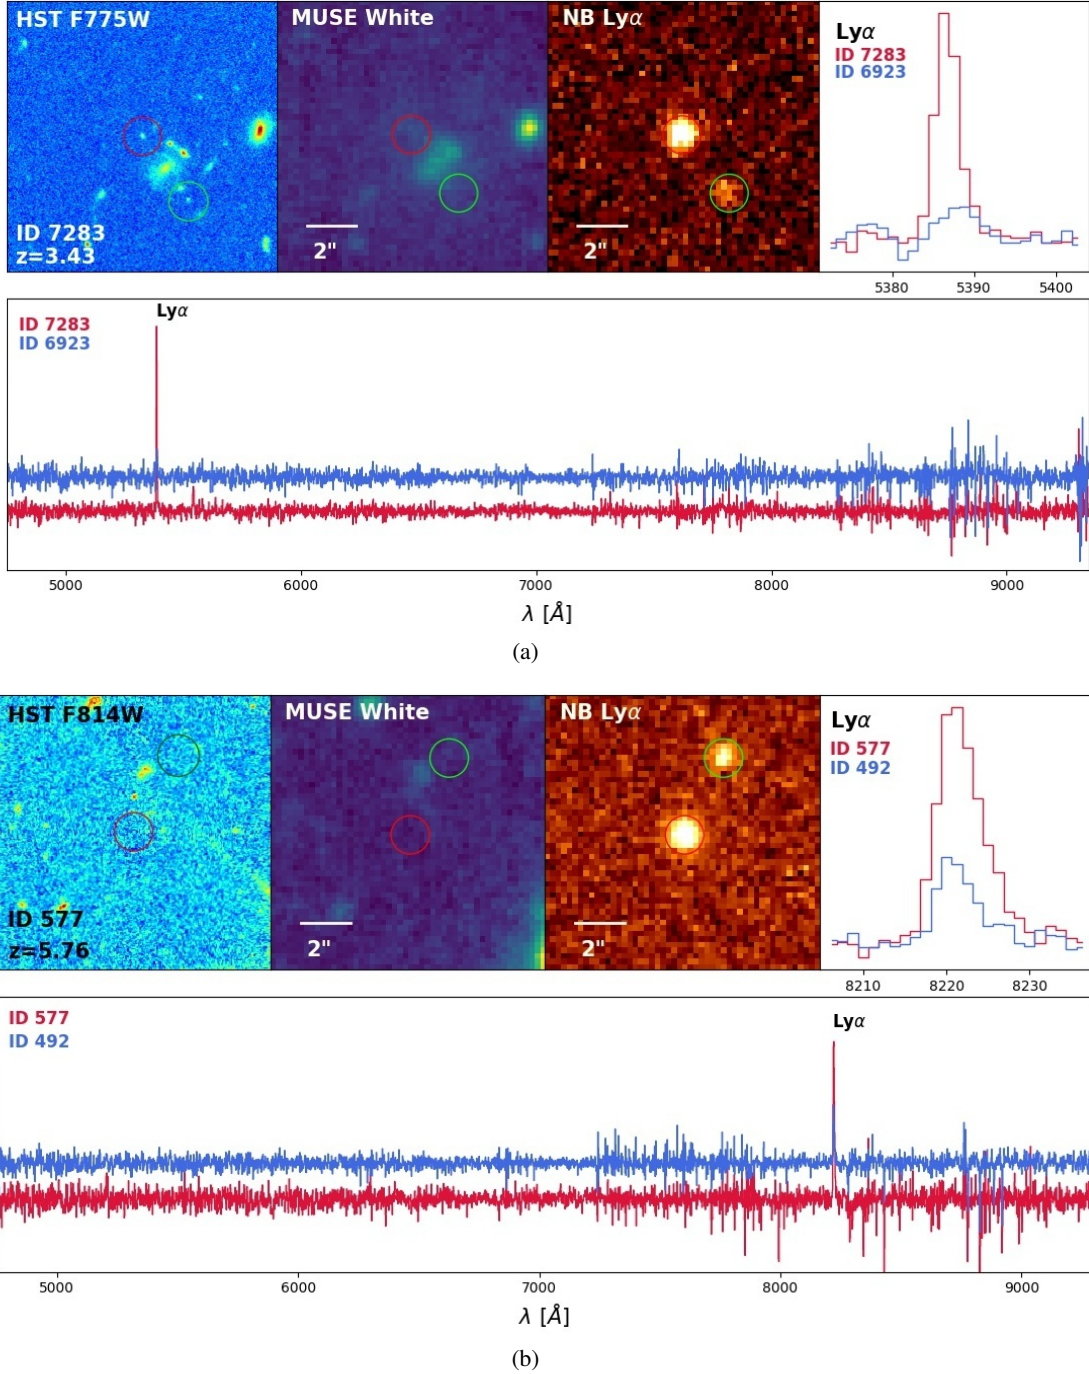 HST F775W
MUSE White
NB Lyα
Lyα
ID 7283
ID 6923
ID 7283
z=3.43
2"
2"
5380 5390 5400
Lyα
ID 7283
ID 6923
5000 6000 7000 8000 9000
λ [Å]
(a)
HST F814W
MUSE White
NB Lyα
Lyα
ID 577
ID 492
ID 577
z=5.76
2"
2"
8210 8220 8230
ID 577
ID 492
Lyα
5000 6000 7000 8000 9000
λ [Å]
(b)